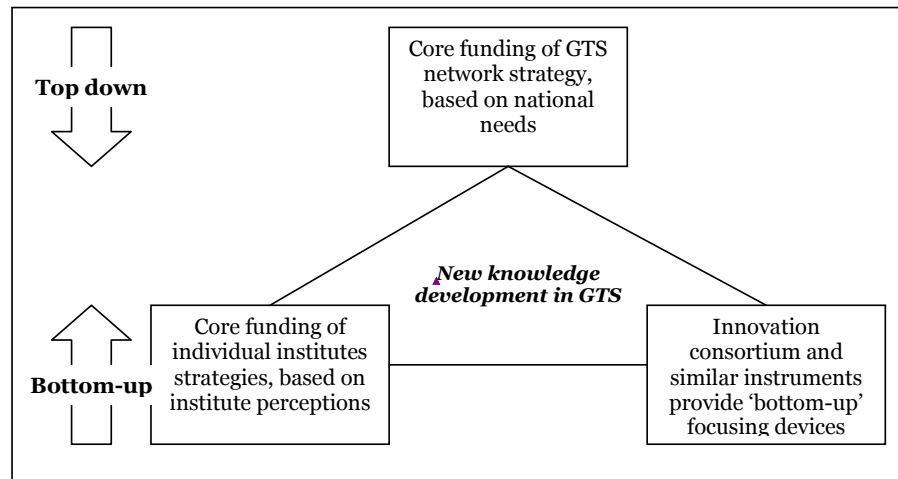 Top down
Core funding of GTS
network strategy,
based on national
needs
New knowledge
development in GTS
Bottom-up
Core funding of
individual institutes
strategies, based on
institute perceptions
Innovation
consortium and
similar instruments
provide ‘bottom-up’
focusing devices